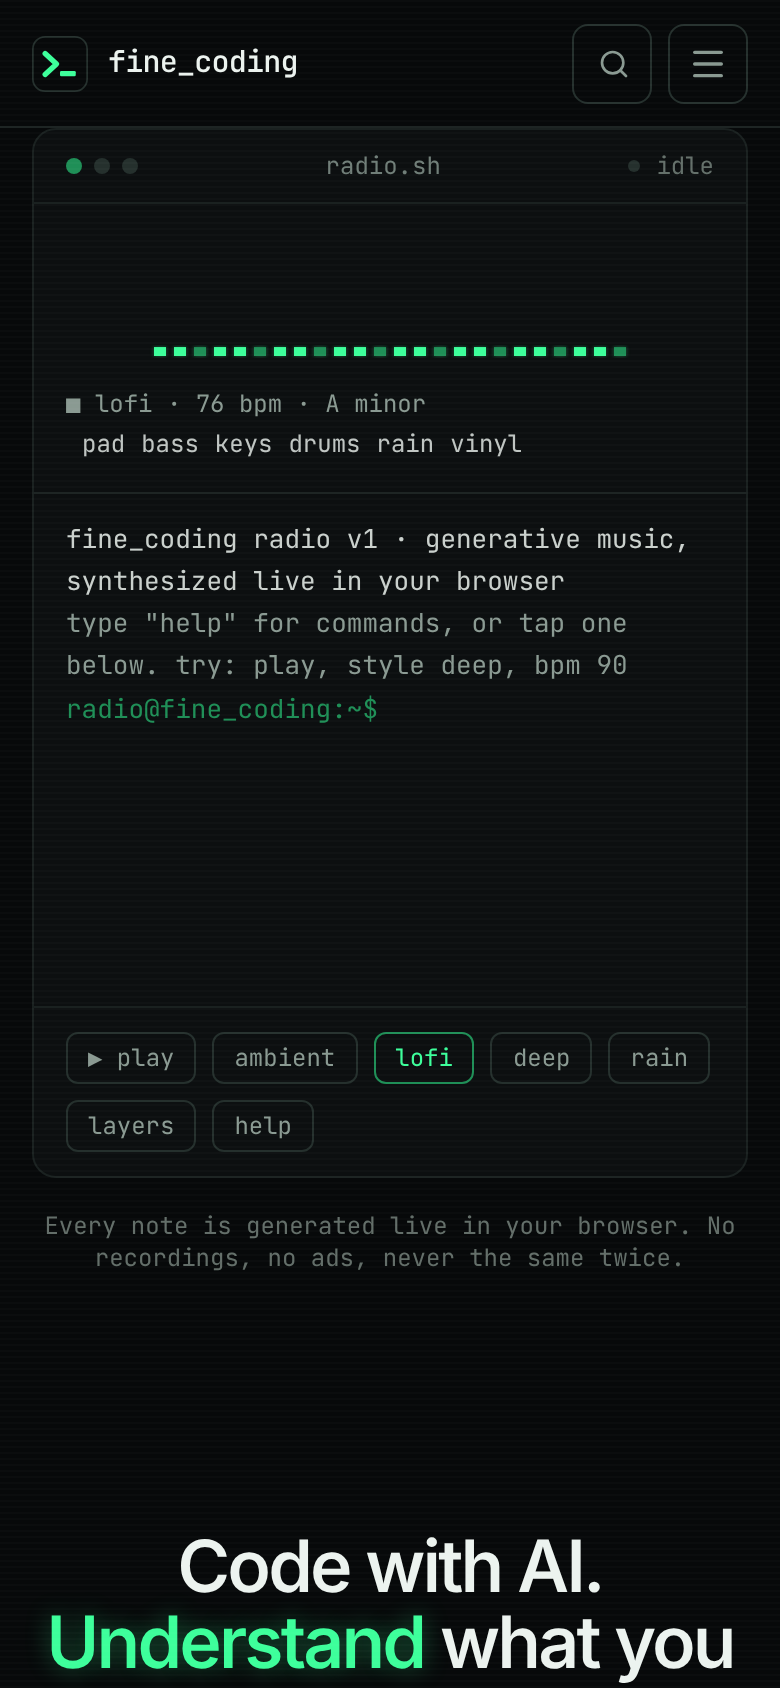 fine_coding
radio.sh
idle
■ lofi · 76 bpm · A minor
pad bass keys drums rain vinyl
fine_coding radio v1 · generative music,
synthesized live in your browser
type "help" for commands, or tap one
below. try: play, style deep, bpm 90
radio@fine_coding:~$
▶ play
ambient
lofi
deep
rain
layers
help
Every note is generated live in your browser. No
recordings, no ads, never the same twice.
Code with AI.
Understand what you